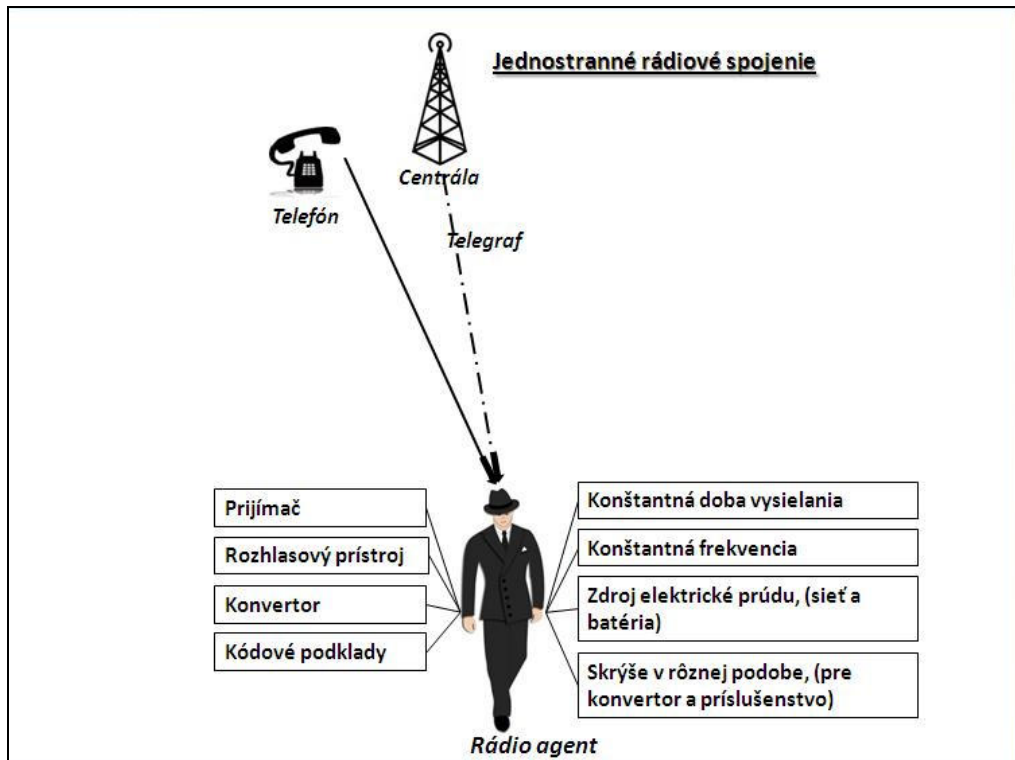 Jednostranné rádiové spojenie
Centrála
Telefón
Telegraf
Prijímač
Rozhlasový prístroj
Konvertor
Kódové podklady
Konštantná doba vysielania
Konštantná frekvencia
Zdroj elektrické prúdu, (sieť a
batéria)
Skrýše v rôznej podobe, (pre
konvertor a príslušenstvo)
Rádio agent